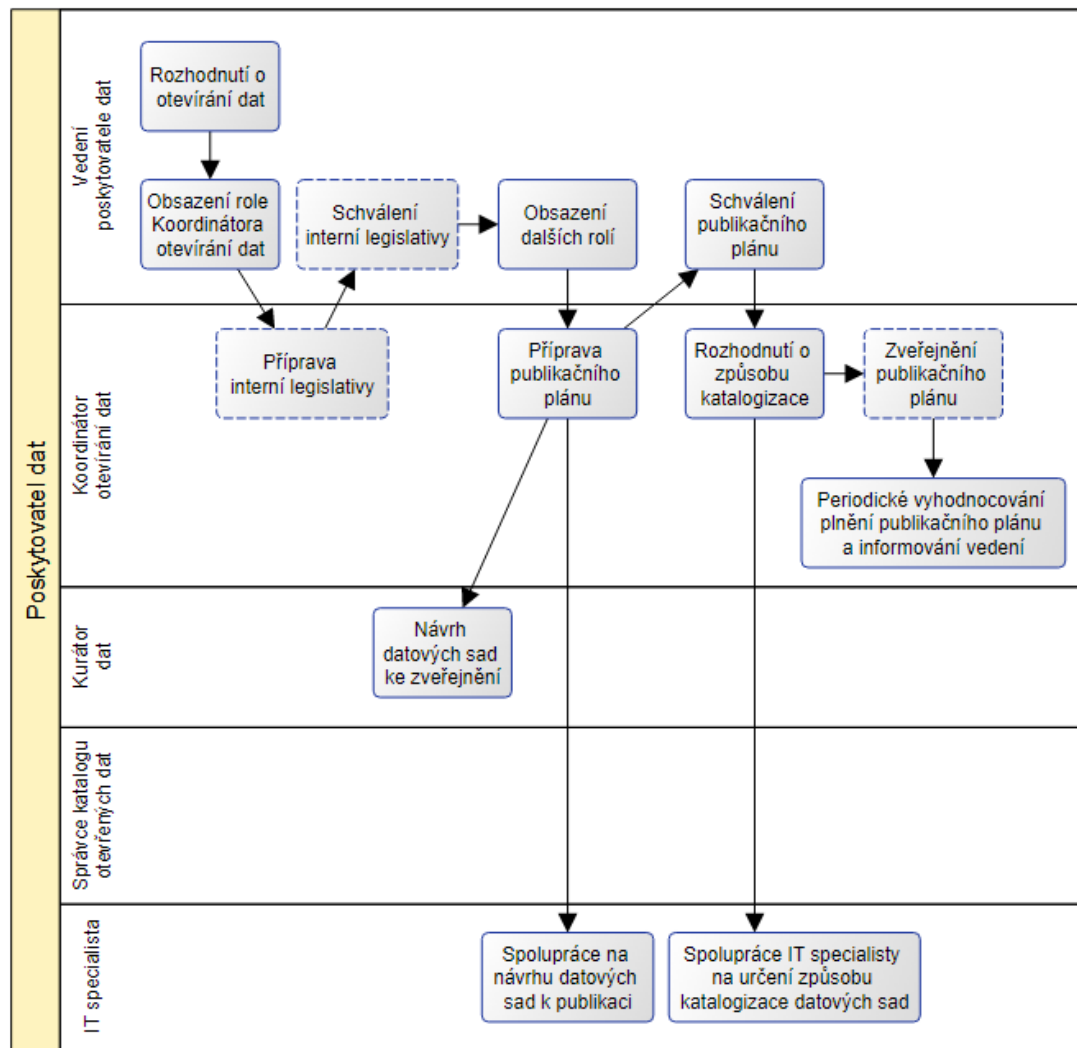 Poskytovatel dat
Vedení
poskytovatele dat
Rozhodnutí o
otevírání dat
Obsazení role
Koordinátora
otevírání dat
Schválení
interní legislativy
Obsazení
dalších rolí
Schválení
publikačního
plánu
Koordinátor
otevírání dat
Příprava
interní legislativy
Příprava
publikačního
plánu
Rozhodnutí o
způsobu
katalogizace
Zveřejnění
publikačního
plánu
Periodické vyhodnocování
plnění publikačního plánu
a informování vedení
Kurátor
dat
Návrh
datových sad
ke zveřejnění
Správce katalogu
otevřených dat
IT specialista
Spolupráce na
návrhu datových
sad k publikaci
Spolupráce IT specialisty
na určení způsobu
katalogizace datových sad